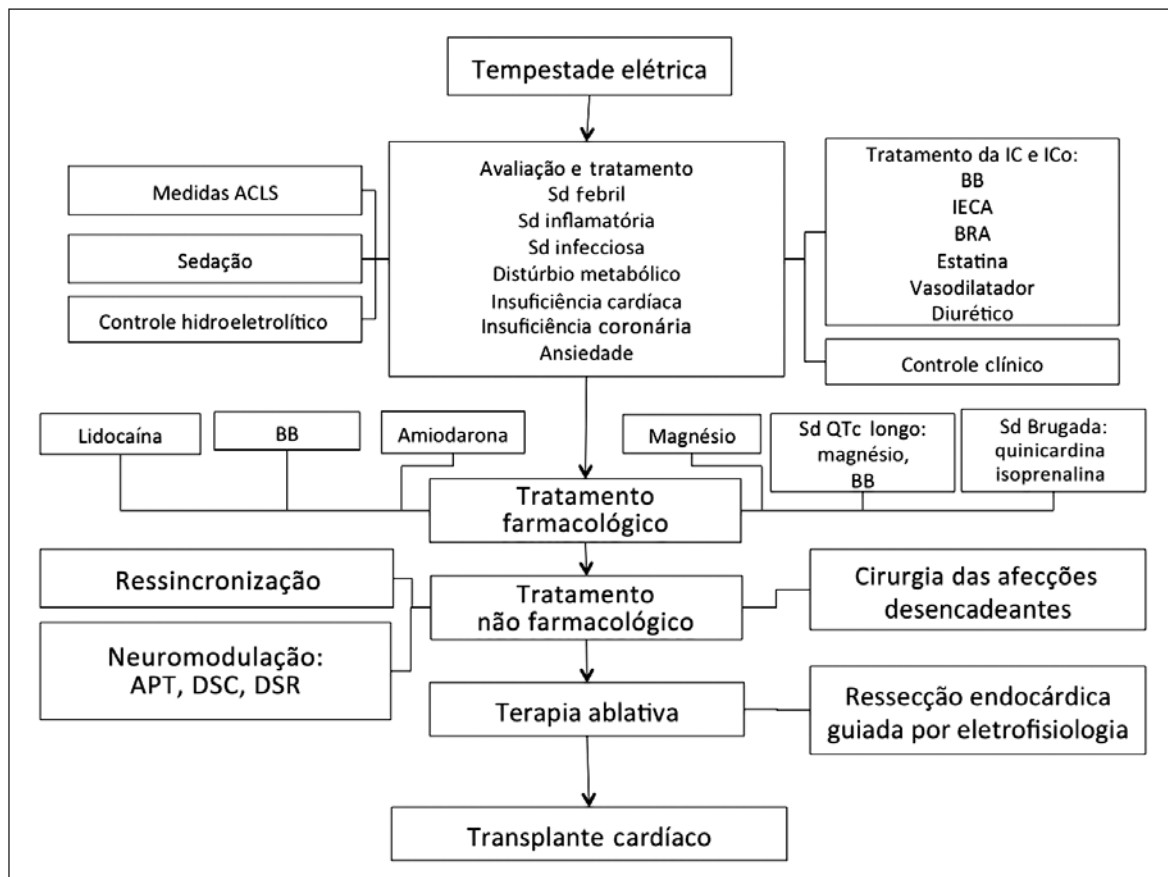 Tempestade elétrica
Medidas ACLS
Sedação
Controle hidroeletrolítico
Avaliação e tratamento
Sd febril
Sd inflamatória
Sd infecciosa
Distúrbio metabólico
Insuficiência cardíaca
Insuficiência coronária
Ansiedade
Tratamento da IC e ICo:
BB
IECA
BRA
Estatina
Vasodilatador
Diurético
Controle clínico
Lidocaína
BB
Amiodarona
Magnésio
Sd QTc longo:
magnésio,
BB
Sd Brugada:
quinicardina
isoprenalina
Tratamento
farmacológico
Ressincronização
Neuromodulação:
APT, DSC, DSR
Tratamento
não farmacológico
Cirurgia das afecções
desencadeantes
Terapia ablativa
Ressecção endocárdica
guiada por eletrofisiologia
Transplante cardíaco